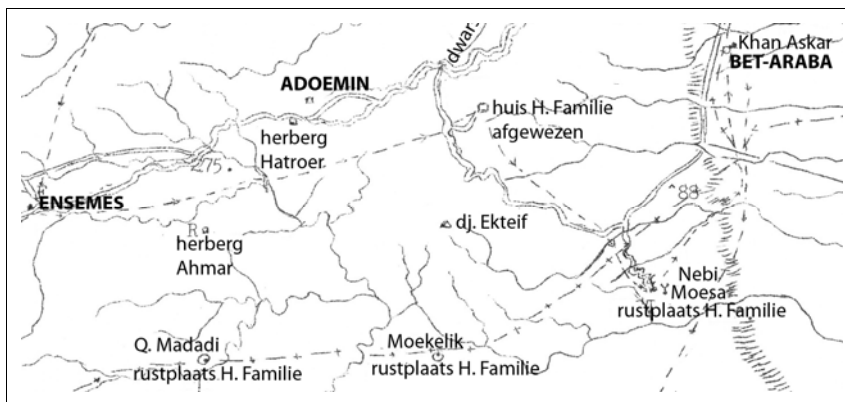 dwar
Khan Askar
BET-ARABA
ADOEMIN
huis H. Familie
afgewezen
herberg
Hatroer
275
88
ENSEMES
R
herberg
Ahmar
dj. Ekteif
Nebi
Moesa
rustplaats H. Familie
Q. Madadi
rustplaats H. Familie
Moekelik
rustplaats H. Familie